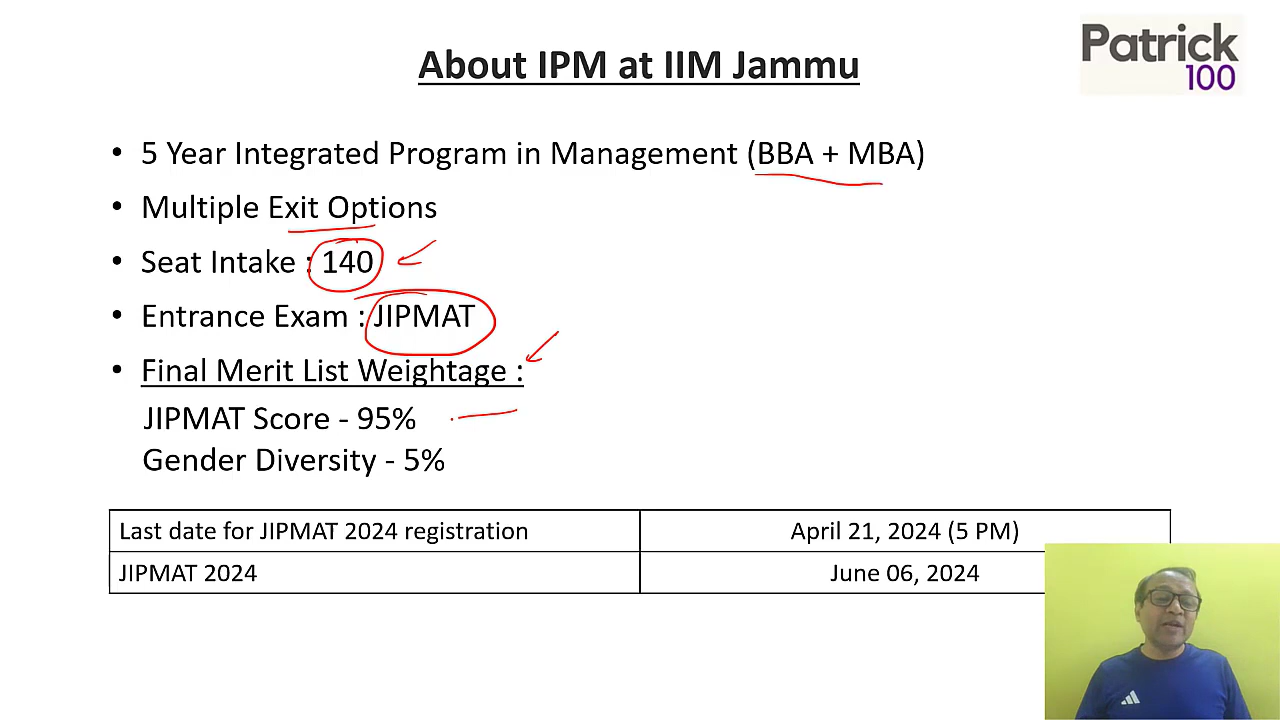 About IPM at IIM Jammu
Patrick
100
• 5 Year Integrated Program in Management (BBA + MBA)
• Multiple Exit Options
• Seat Intake : 140
• Entrance Exam : JIPMAT
• Final Merit List Weightage :
JIPMAT Score - 95%
Gender Diversity - 5%
Last date for JIPMAT 2024 registration April 21, 2024 (5 PM)
JIPMAT 2024 June 06, 2024